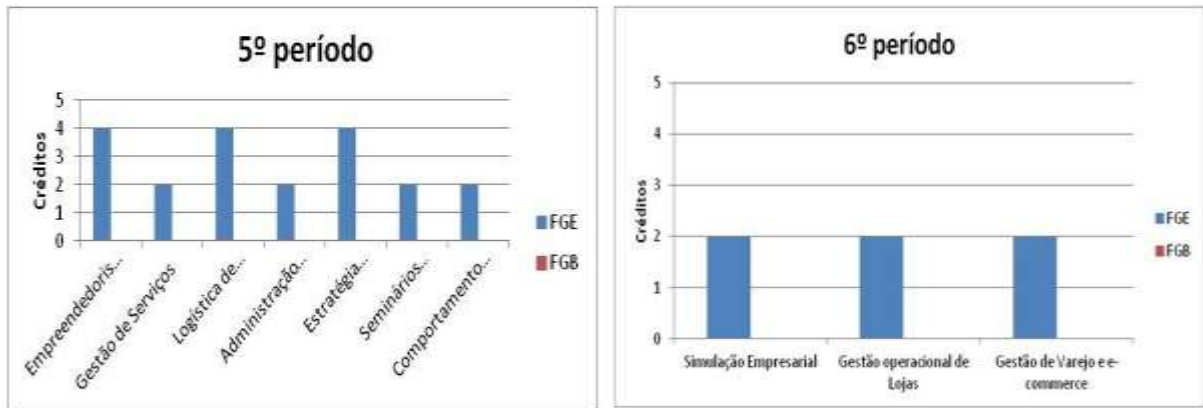 5º período
5
4
3
2
1
0
Créditos
Empreendedoris...
Gestão de Serviços
Logística de...
Administração...
Estratégia...
Seminários...
Comportamento...
FGE
FGB
6º período
5
4
3
2
1
0
Créditos
Simulação Empresarial
Gestão operacional de
Lojas
Gestão de Varejo e e-
commerce
FGE
FGB